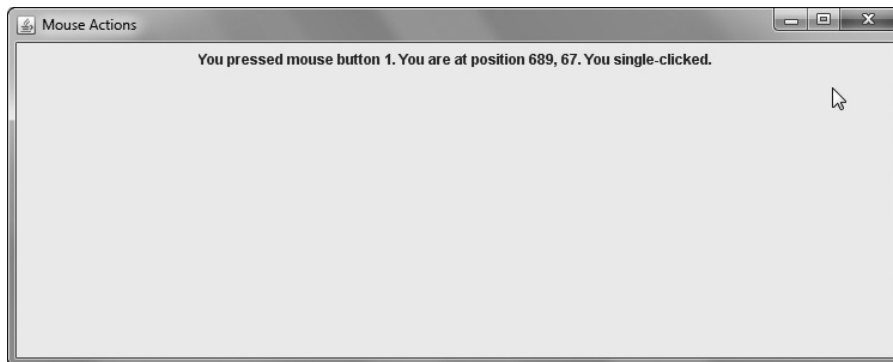 Mouse Actions
You pressed mouse button 1. You are at position 689, 67. You single-clicked.